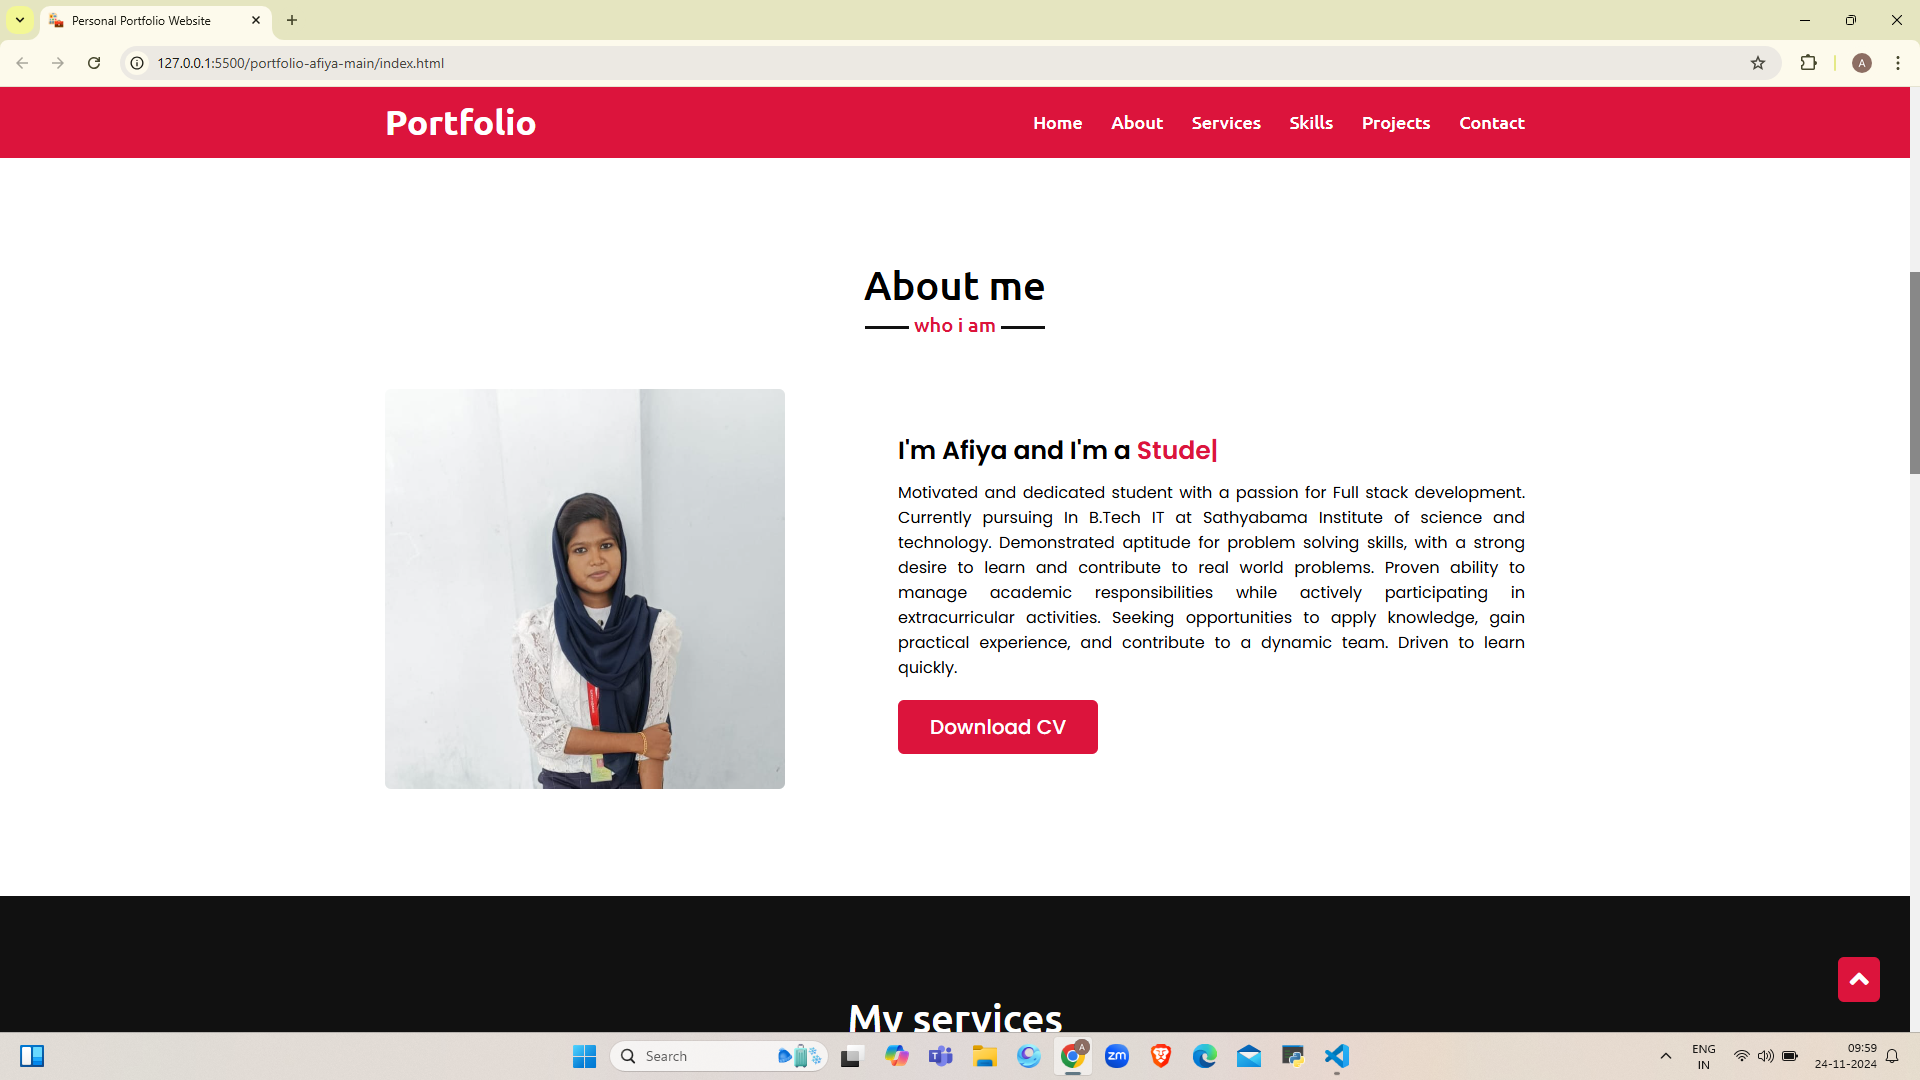 Personal Portfolio Website
127.0.0.1:5500/portfolio-afiya-main/index.html
A
Portfolio
Home About Services Skills Projects Contact
About me
who i am
I'm Afiya and I'm a Stude|
Motivated and dedicated student with a passion for Full stack development.
Currently pursuing In B.Tech IT at Sathyabama Institute of science and
technology. Demonstrated aptitude for problem solving skills, with a strong
desire to learn and contribute to real world problems. Proven ability to
manage academic responsibilities while actively participating in
extracurricular activities. Seeking opportunities to apply knowledge, gain
practical experience, and contribute to a dynamic team. Driven to learn
quickly.
Download CV
My services
Search
T
A
zm
ENG
IN
09:59
24-11-2024